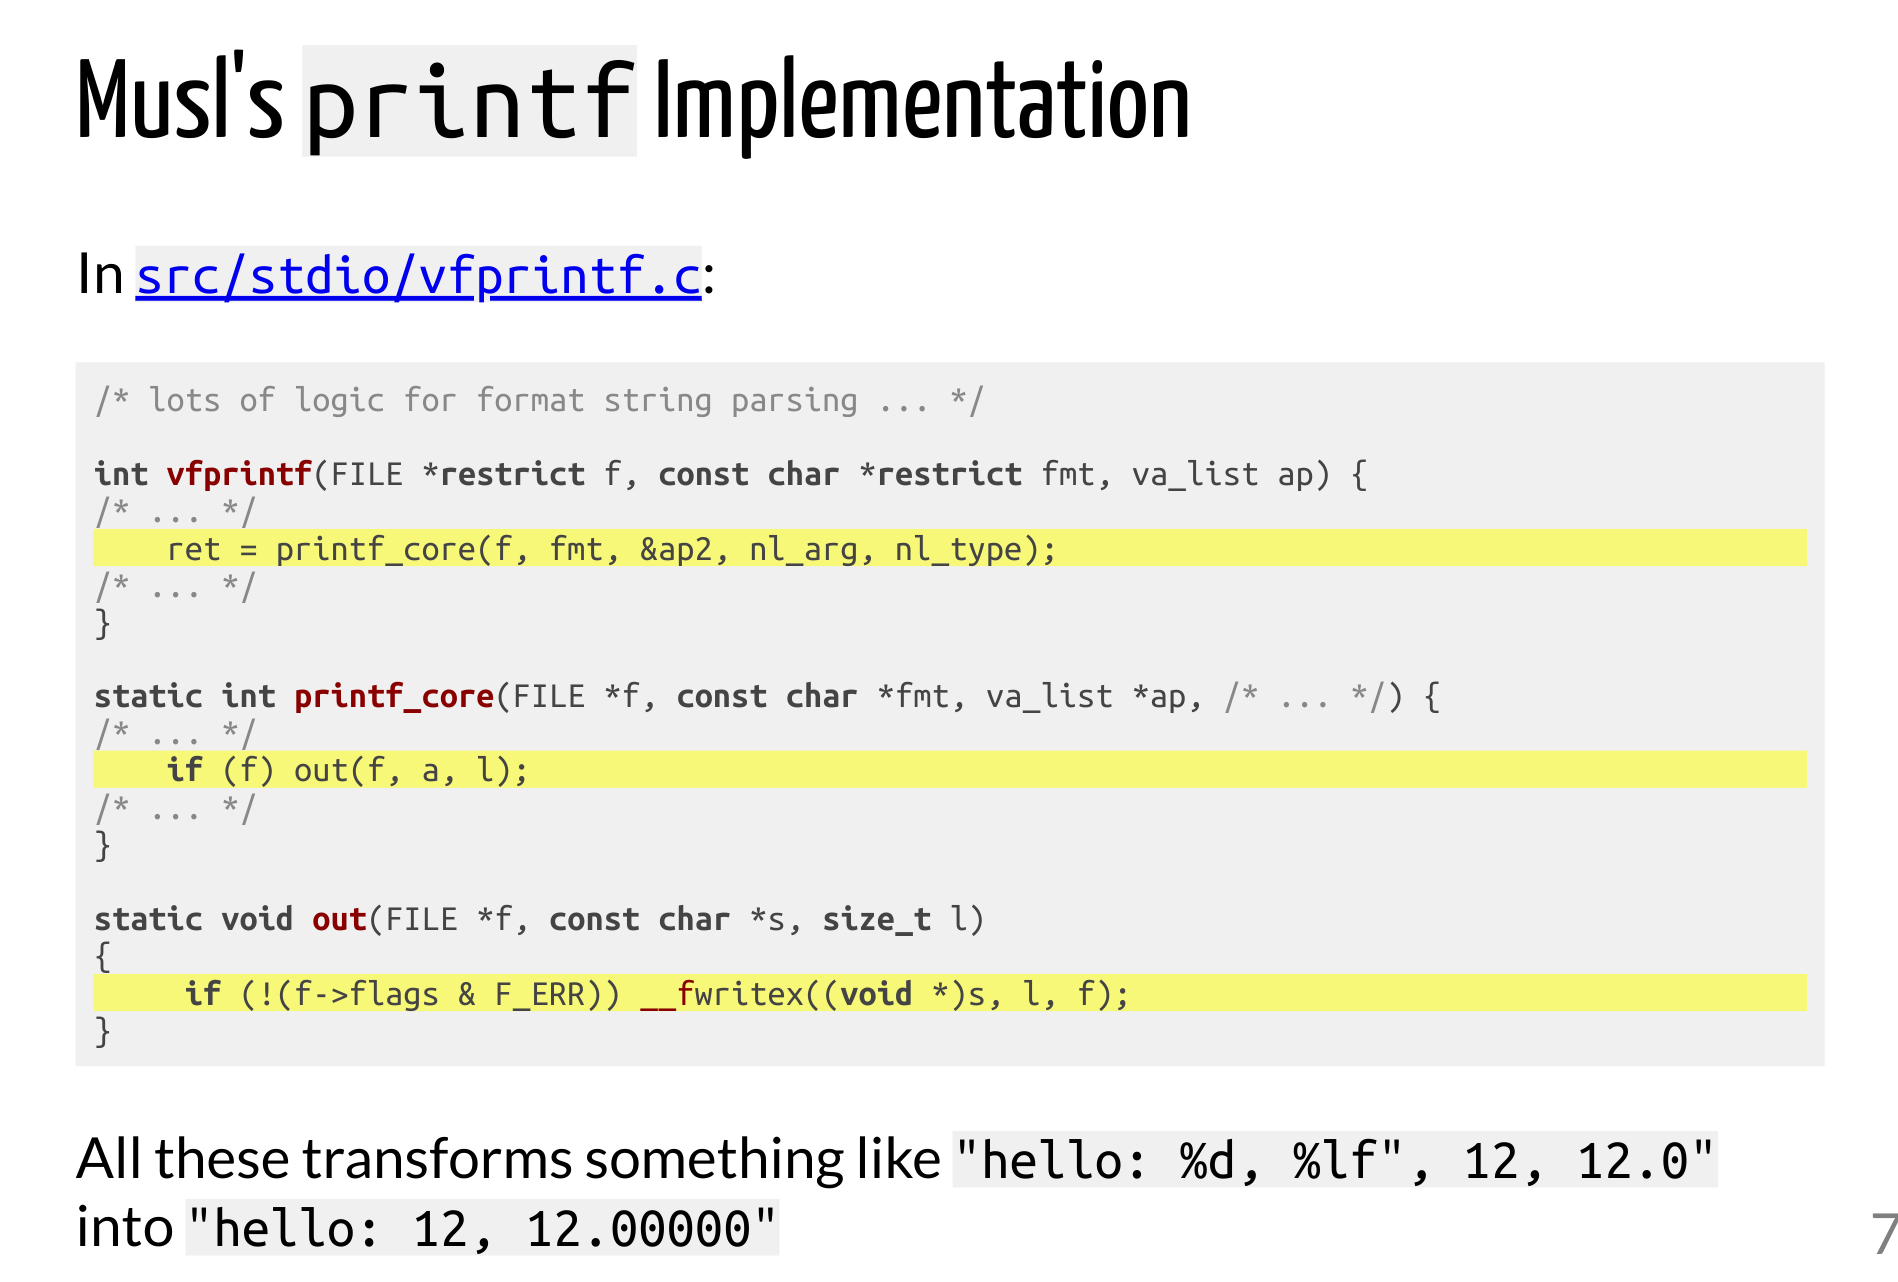 Musl's printf Implementation
In src/stdio/vfprintf.c:
/* lots of logic for format string parsing ... */
int vfprintf(FILE *restrict f, const char *restrict fmt, va_list ap) {
/* ... */
    ret = printf_core(f, fmt, &ap2, nl_arg, nl_type);
/* ... */
}
static int printf_core(FILE *f, const char *fmt, va_list *ap, /* ... */) {
/* ... */
    if (f) out(f, a, l);
/* ... */
}
static void out(FILE *f, const char *s, size_t l)
{
     if (!(f->flags & F_ERR)) __fwritex((void *)s, l, f);
}
All these transforms something like "hello: %d, %lf", 12, 12.0"
into "hello: 12, 12.00000"
7